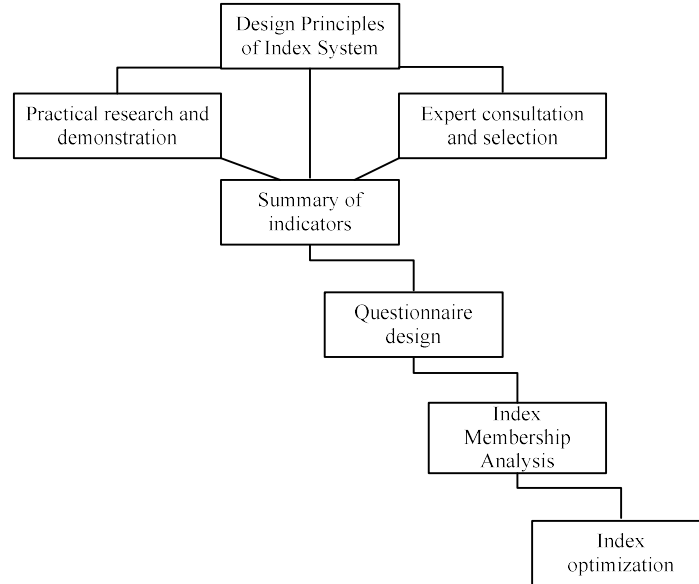 Design Principles
of Index System
Practical research and
demonstration
Expert consultation
and selection
Summary of
indicators
Questionnaire
design
Index
Membership
Analysis
Index
optimization